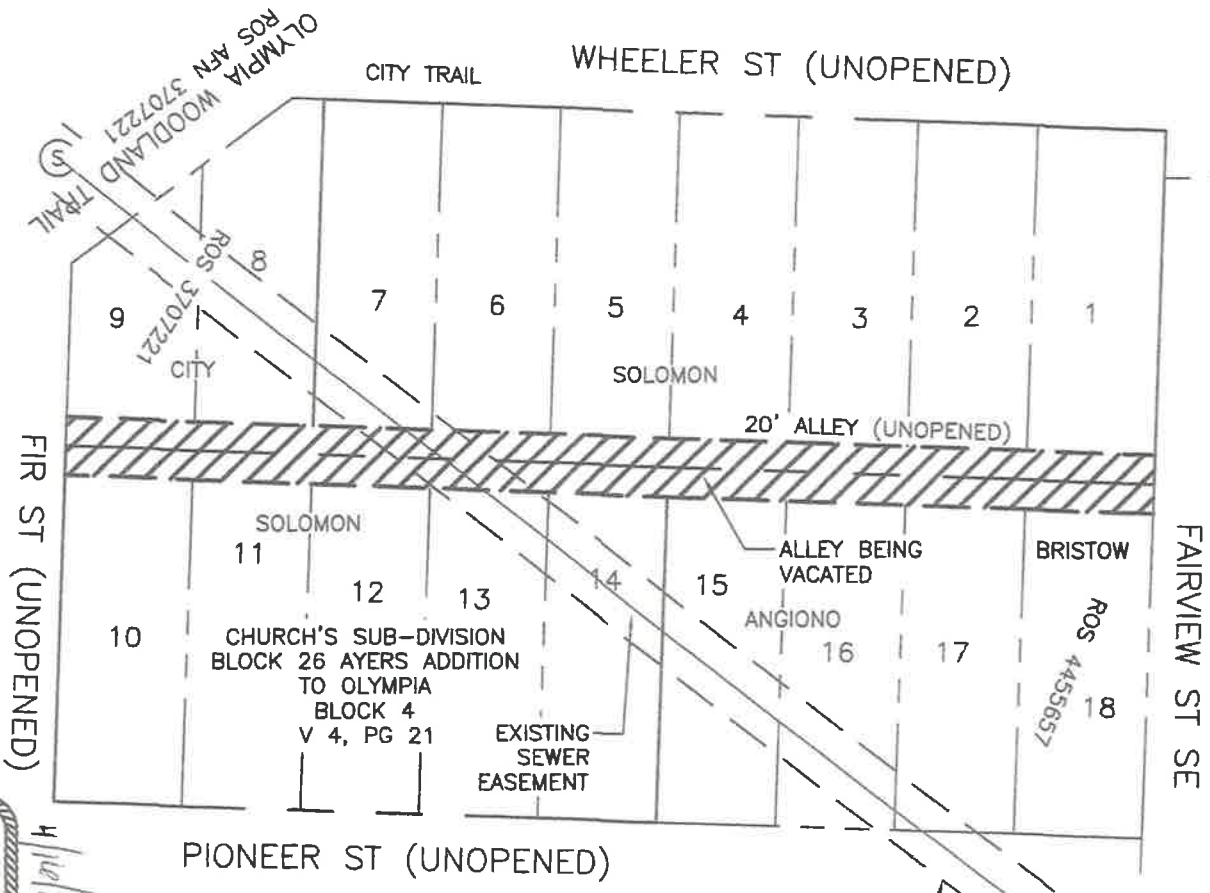 OLYMPIA WOODLAND TRAIL
ROS AFN 3707221
CITY TRAIL
WHEELER ST (UNOPENED)
S
ROS 3707221
8
9
CITY
7
6
5
4
3
2
1
SOLOMON
20' ALLEY (UNOPENED)
FIR ST (UNOPENED)
SOLOMON
10
11
12
13
14
15
16
17
18
ALLEY BEING
VACATED
BRISTOW
ANGIONO
ROS 4455657
FAIRVIEW ST SE
CHURCH'S SUB-DIVISION
BLOCK 26 AYERS ADDITION
TO OLYMPIA
BLOCK 4
V 4, PG 21
EXISTING
SEWER
EASEMENT
PIONEER ST (UNOPENED)